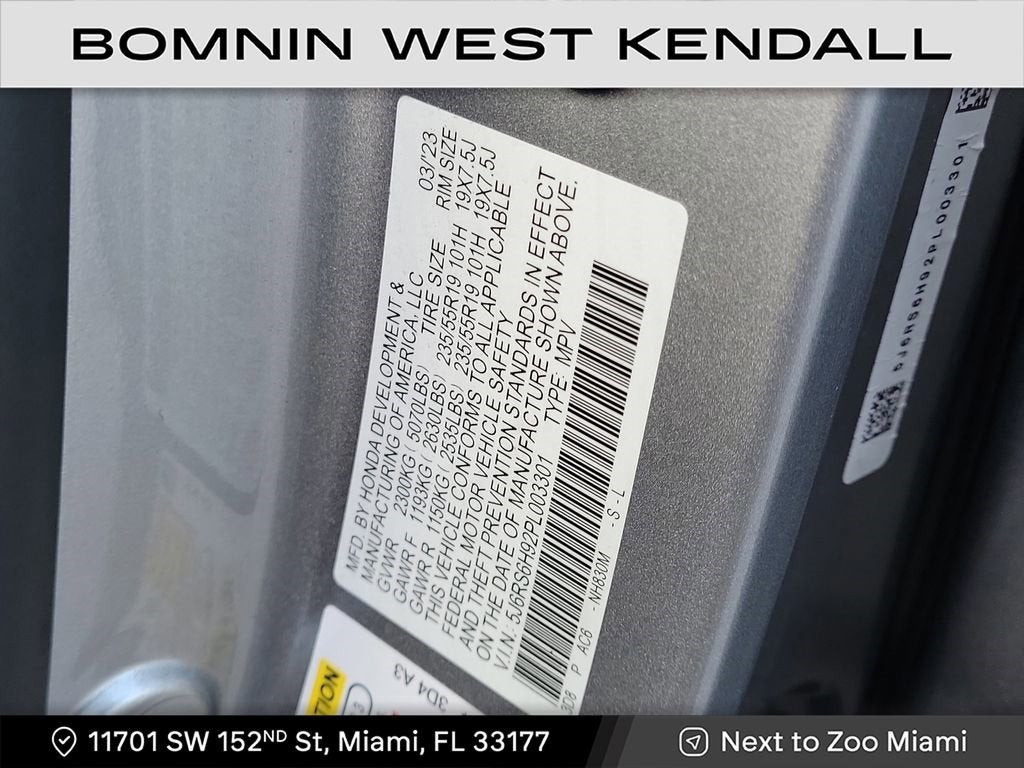 BOMNIN WEST KENDALL
MFD. BY HONDA DEVELOPMENT & 03/'23
MANUFACTURING OF AMERICA, LLC
TIRE SIZE RIM SIZE
GVWR 2300KG ( 5070LBS)
GAWR F 1193KG ( 2630LBS) 235/55R19 101H 19X7.5J
GAWR R 1150KG ( 2535LBS) 235/55R19 101H 19X7.5J
THIS VEHICLE CONFORMS TO ALL APPLICABLE
FEDERAL MOTOR VEHICLE SAFETY
AND THEFT PREVENTION STANDARDS IN EFFECT
ON THE DATE OF MANUFACTURE SHOWN ABOVE.
V.I.N.: 5J6RS6H92PL003301 TYPE: MPV
3D8 P AC6 -NH830M -S-L
5J6RS6H92PL003301
3D4 A3
11701 SW 152ND St, Miami, FL 33177
Next to Zoo Miami